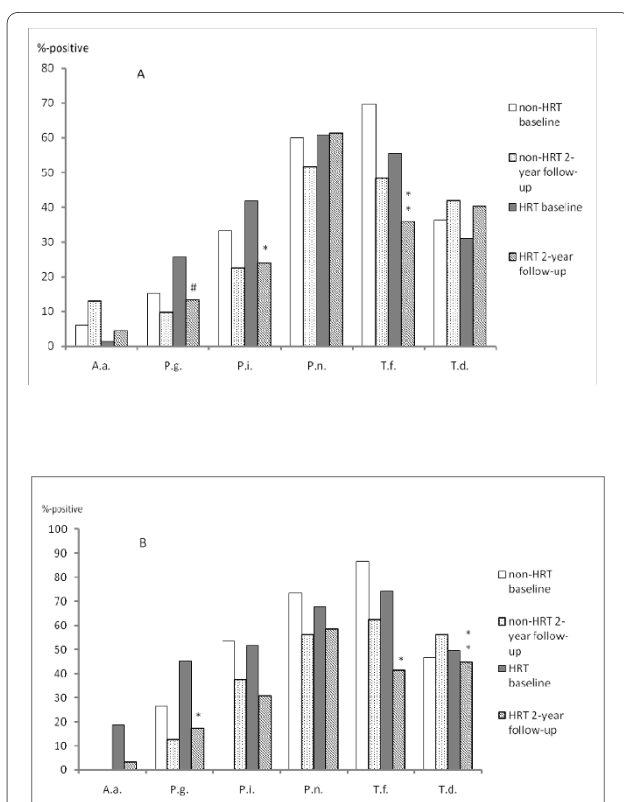 %-positive
A
80
70
60
50
40
30
20
10
0
#
*
*
*
A.a. P.g. P.i. P.n. T.f. T.d.
non-HRT
baseline
non-HRT 2-
year follow-
up
HRT baseline
HRT 2-year
follow-up
%-positive
B
100
90
80
70
60
50
40
30
20
10
0
*
*
*
*
A.a. P.g. P.i. P.n. T.f. T.d.
non-HRT
baseline
non-HRT 2-
year follow-
up
HRT
baseline
HRT 2-year
follow-up